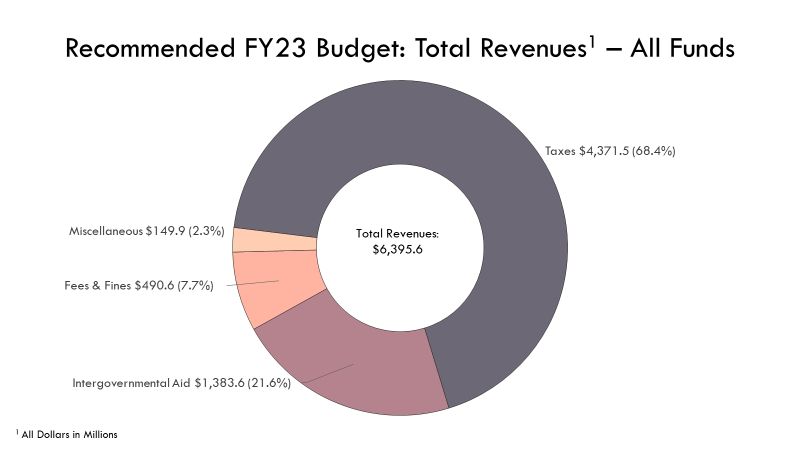 Recommended FY23 Budget: Total Revenues¹ – All Funds
Taxes $4,371.5 (68.4%)
Miscellaneous $149.9 (2.3%)
Total Revenues:
$6,395.6
Fees & Fines $490.6 (7.7%)
Intergovernmental Aid $1,383.6 (21.6%)
¹ All Dollars in Millions